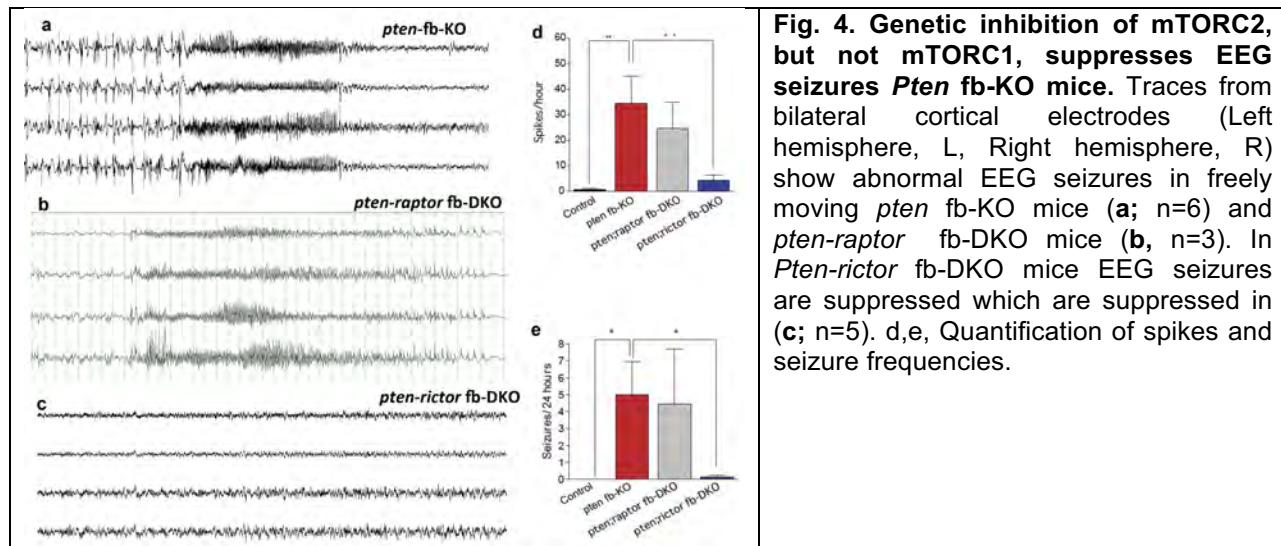 a
pten-fb-KO
b
pten-raptor fb-DKO
c
pten-rictor fb-DKO
d
**
* *
60
50
40
30
20
10
0
Spikes/hour
Control
pten fb-KO
pten;raptor fb-DKO
pten;rictor fb-DKO
e
*
*
8
7
6
5
4
3
2
1
0
Seizures/24 hours
Control
pten fb-KO
pten;raptor fb-DKO
pten;rictor fb-DKO
Fig. 4. Genetic inhibition of mTORC2,
but not mTORC1, suppresses EEG
seizures Pten fb-KO mice. Traces from
bilateral cortical electrodes (Left
hemisphere, L, Right hemisphere, R)
show abnormal EEG seizures in freely
moving pten fb-KO mice (a; n=6) and
pten-raptor fb-DKO mice (b, n=3). In
Pten-rictor fb-DKO mice EEG seizures
are suppressed which are suppressed in
(c; n=5). d,e, Quantification of spikes and
seizure frequencies.